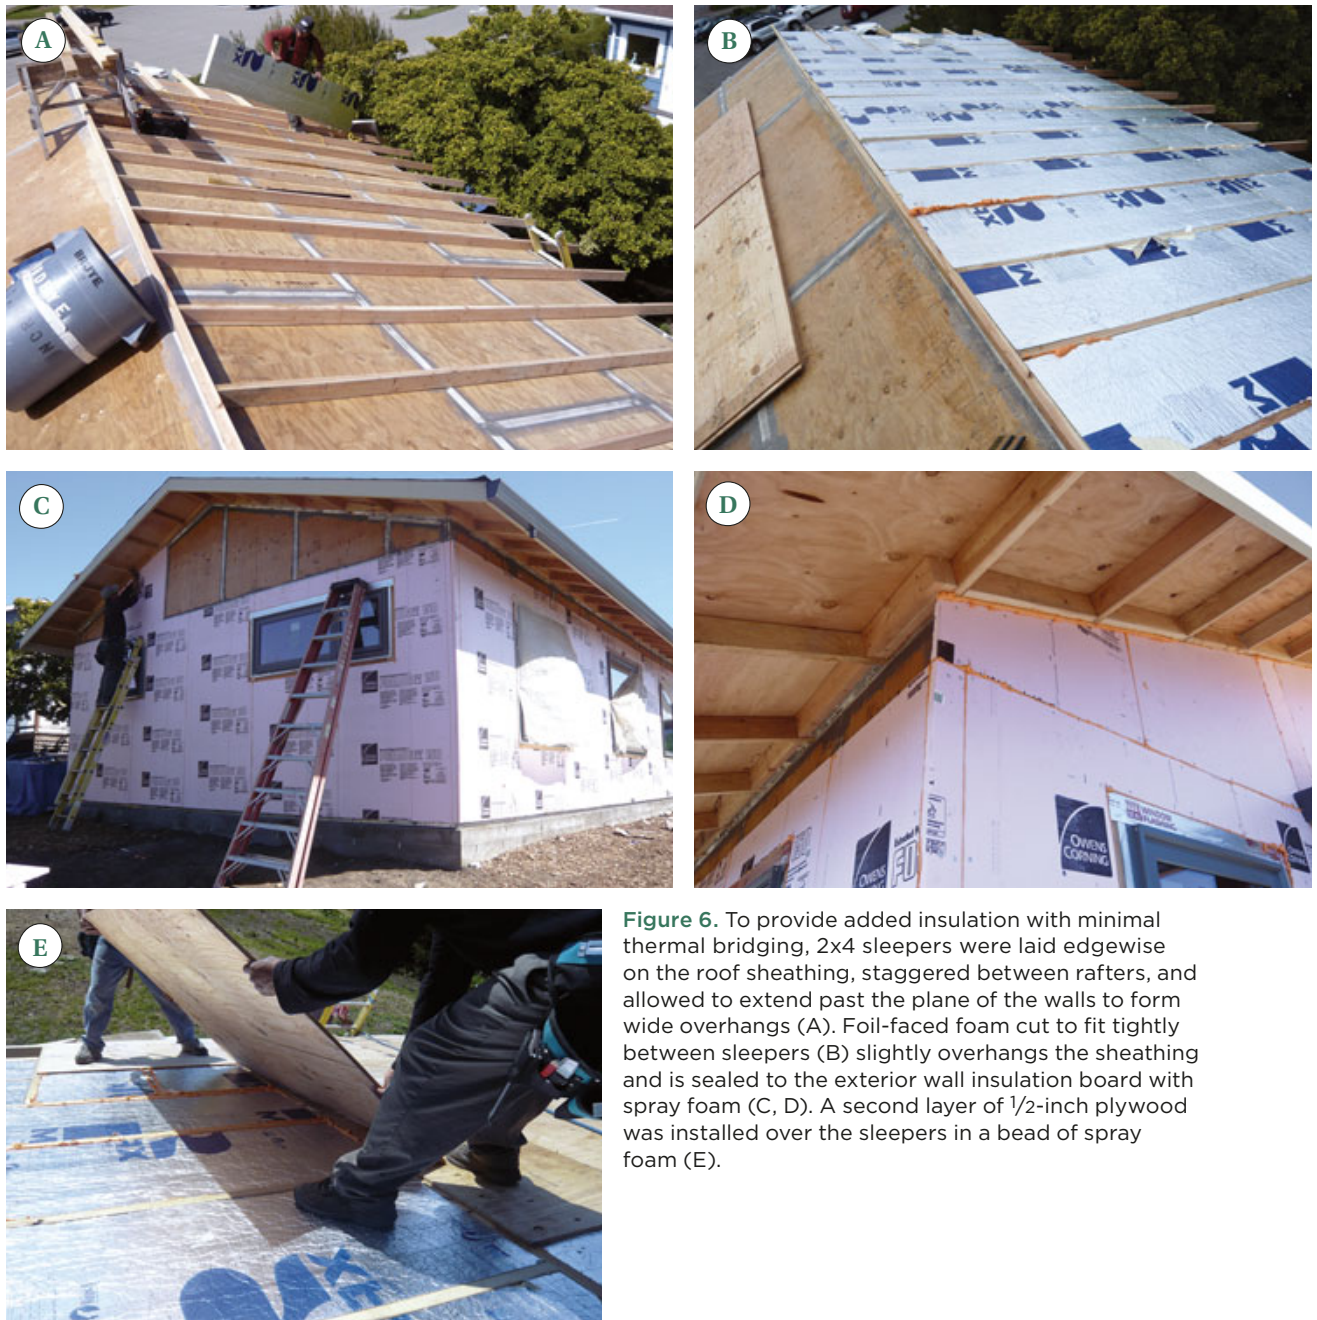 A
BRUTE
B
C
D
OWENS
CORNING
OWENS
E
Figure 6. To provide added insulation with minimal
thermal bridging, 2x4 sleepers were laid edgewise
on the roof sheathing, staggered between rafters, and
allowed to extend past the plane of the walls to form
wide overhangs (A). Foil-faced foam cut to fit tightly
between sleepers (B) slightly overhangs the sheathing
and is sealed to the exterior wall insulation board with
spray foam (C, D). A second layer of 1/2-inch plywood
was installed over the sleepers in a bead of spray
foam (E).